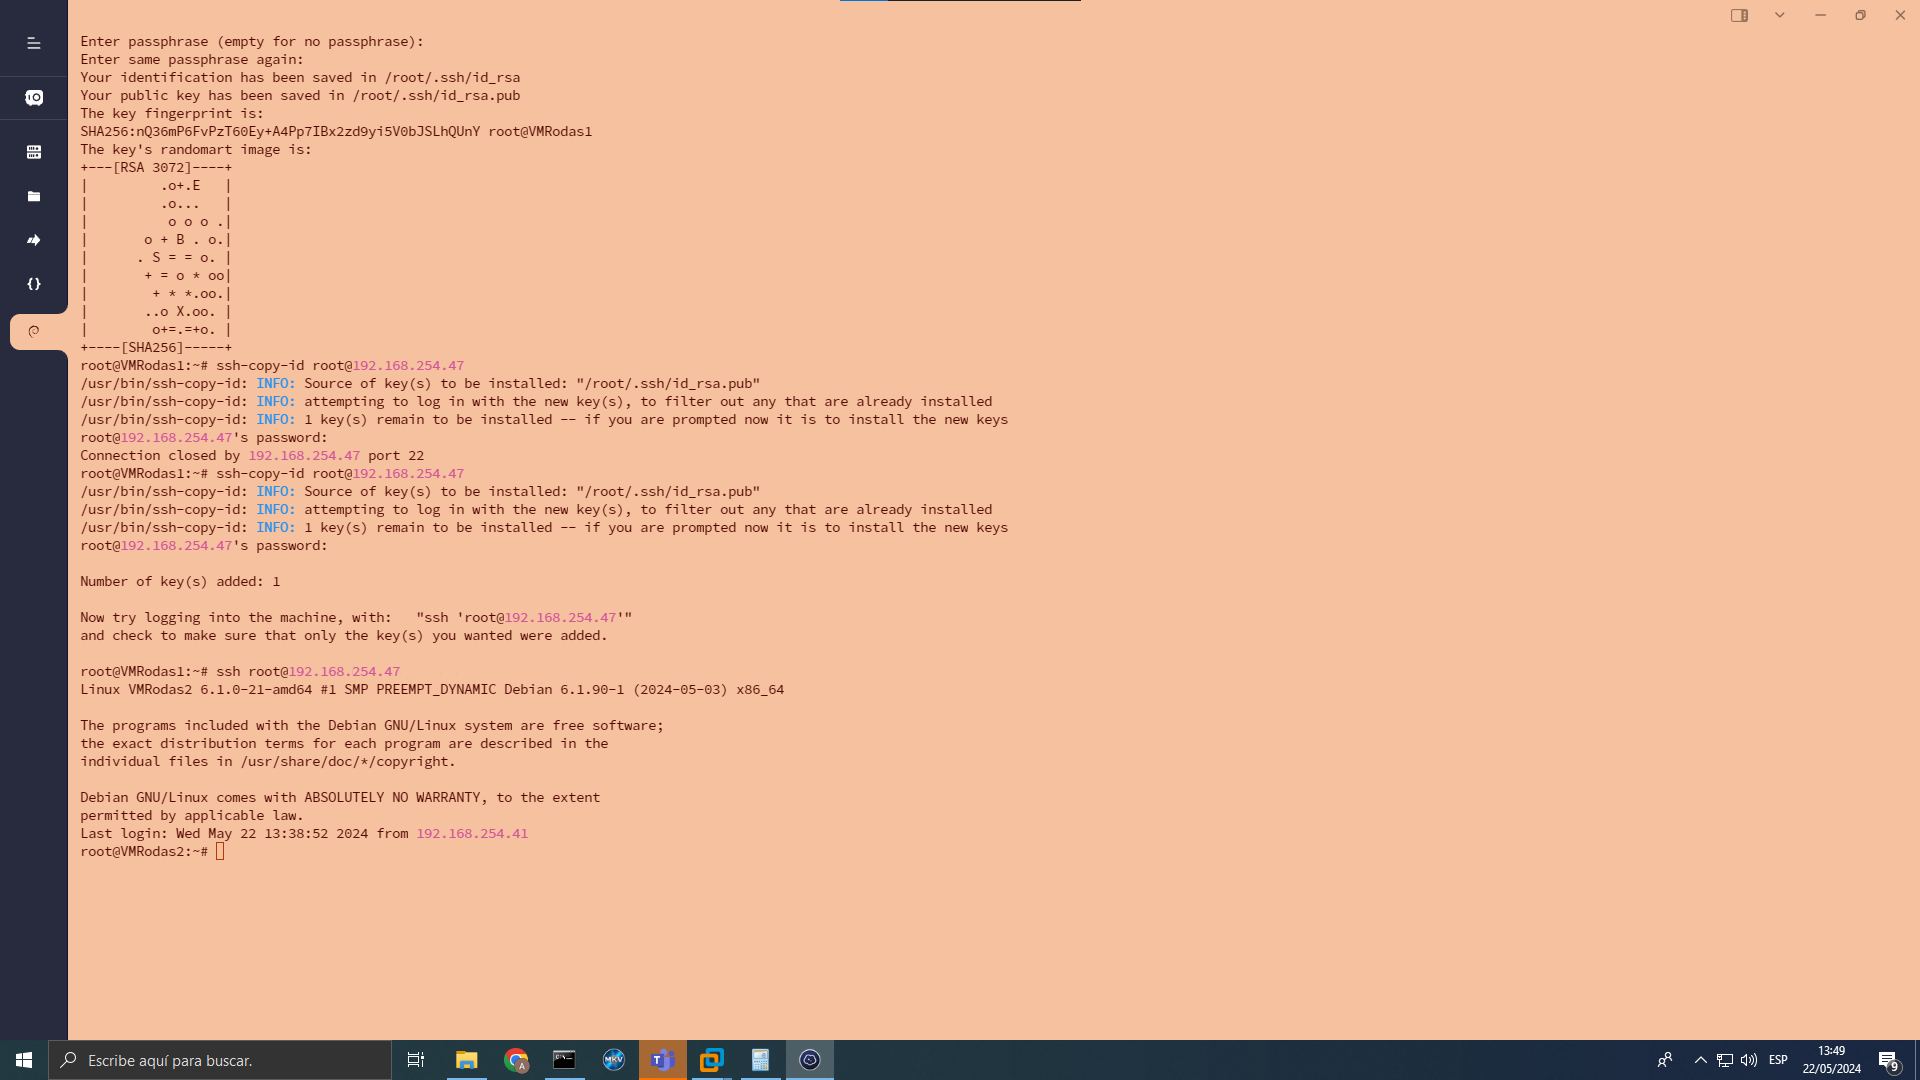 Enter passphrase (empty for no passphrase):
Enter same passphrase again:
Your identification has been saved in /root/.ssh/id_rsa
Your public key has been saved in /root/.ssh/id_rsa.pub
The key fingerprint is:
SHA256:nQ36mP6FvPzT60Ey+A4Pp7IBx2zd9yi5V0bJSLhQUnY root@VMRodas1
The key's randomart image is:
+---[RSA 3072]----+
|         .o+.E   |
|         .o...   |
|          o o o .|
|       o + B . o.|
|      . S = = o. |
|       + = o * oo|
|        + * *.oo.|
|       ..o X.oo. |
|        o+=.=+o. |
+----[SHA256]-----+
root@VMRodas1:~# ssh-copy-id root@192.168.254.47
/usr/bin/ssh-copy-id: INFO: Source of key(s) to be installed: "/root/.ssh/id_rsa.pub"
/usr/bin/ssh-copy-id: INFO: attempting to log in with the new key(s), to filter out any that are already installed
/usr/bin/ssh-copy-id: INFO: 1 key(s) remain to be installed -- if you are prompted now it is to install the new keys
root@192.168.254.47's password:
Connection closed by 192.168.254.47 port 22
root@VMRodas1:~# ssh-copy-id root@192.168.254.47
/usr/bin/ssh-copy-id: INFO: Source of key(s) to be installed: "/root/.ssh/id_rsa.pub"
/usr/bin/ssh-copy-id: INFO: attempting to log in with the new key(s), to filter out any that are already installed
/usr/bin/ssh-copy-id: INFO: 1 key(s) remain to be installed -- if you are prompted now it is to install the new keys
root@192.168.254.47's password:

Number of key(s) added: 1

Now try logging into the machine, with:   "ssh 'root@192.168.254.47'"
and check to make sure that only the key(s) you wanted were added.

root@VMRodas1:~# ssh root@192.168.254.47
Linux VMRodas2 6.1.0-21-amd64 #1 SMP PREEMPT_DYNAMIC Debian 6.1.90-1 (2024-05-03) x86_64

The programs included with the Debian GNU/Linux system are free software;
the exact distribution terms for each program are described in the
individual files in /usr/share/doc/*/copyright.

Debian GNU/Linux comes with ABSOLUTELY NO WARRANTY, to the extent
permitted by applicable law.
Last login: Wed May 22 13:38:52 2024 from 192.168.254.41
root@VMRodas2:~#
Escribe aquí para buscar.
A
MKV
T
ESP
13:49
22/05/2024
9